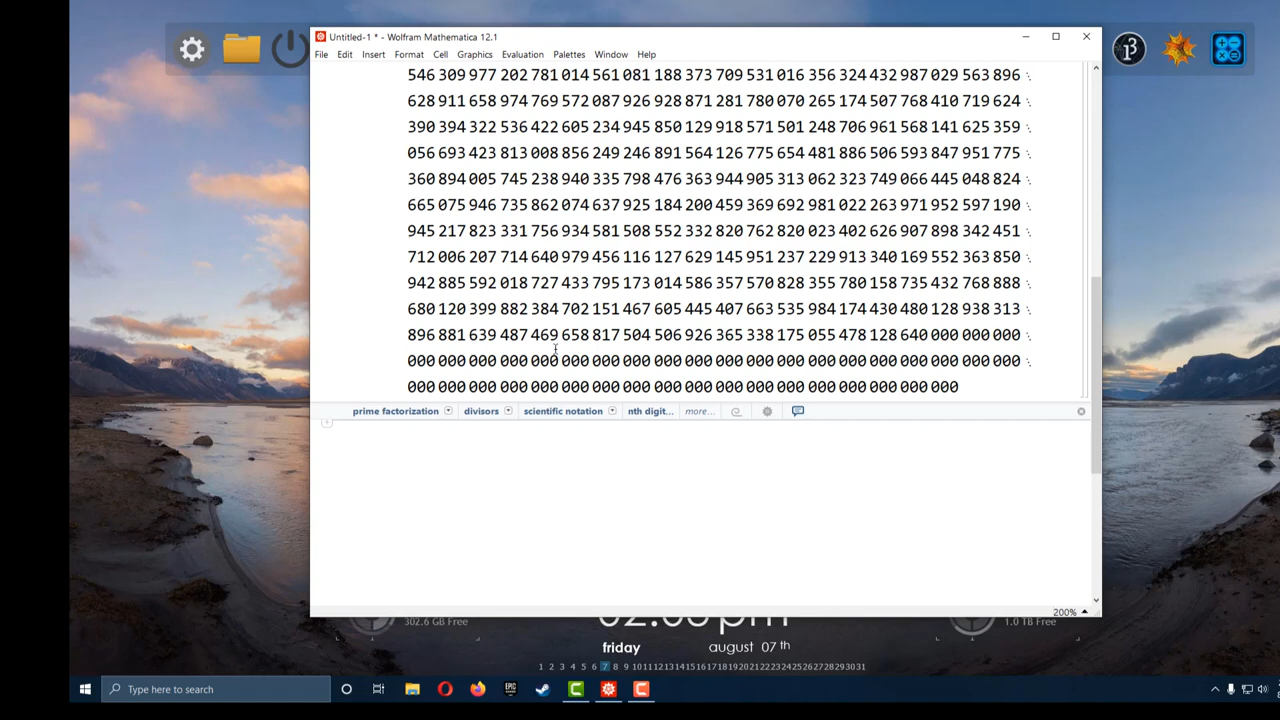 Untitled-1 * - Wolfram Mathematica 12.1
File Edit Insert Format Cell Graphics Evaluation Palettes Window Help
546 309 977 202 781 014 561 081 188 373 709 531 016 356 324 432 987 029 563 896
628 911 658 974 769 572 087 926 928 871 281 780 070 265 174 507 768 410 719 624
390 394 322 536 422 605 234 945 850 129 918 571 501 248 706 961 568 141 625 359
056 693 423 813 008 856 249 246 891 564 126 775 654 481 886 506 593 847 951 775
360 894 005 745 238 940 335 798 476 363 944 905 313 062 323 749 066 445 048 824
665 075 946 735 862 074 637 925 184 200 459 369 692 981 022 263 971 952 597 190
945 217 823 331 756 934 581 508 552 332 820 762 820 023 402 626 907 898 342 451
712 006 207 714 640 979 456 116 127 629 145 951 237 229 913 340 169 552 363 850
942 885 592 018 727 433 795 173 014 586 357 570 828 355 780 158 735 432 768 888
680 120 399 882 384 702 151 467 605 445 407 663 535 984 174 430 480 128 938 313
896 881 639 487 469 658 817 504 506 926 365 338 175 055 478 128 640 000 000 000
000 000 000 000 000 000 000 000 000 000 000 000 000 000 000 000 000 000 000 000
000 000 000 000 000 000 000 000 000 000 000 000 000 000 000 000 000 000
prime factorization divisors scientific notation nth digit... more...
200%
302.6 GB Free
1.0 TB Free
friday august 07 th
1 2 3 4 5 6 7 8 9 10 11 12 13 14 15 16 17 18 19 20 21 22 23 24 25 26 27 28 29 30 31
Type here to search
EPIC GAMES